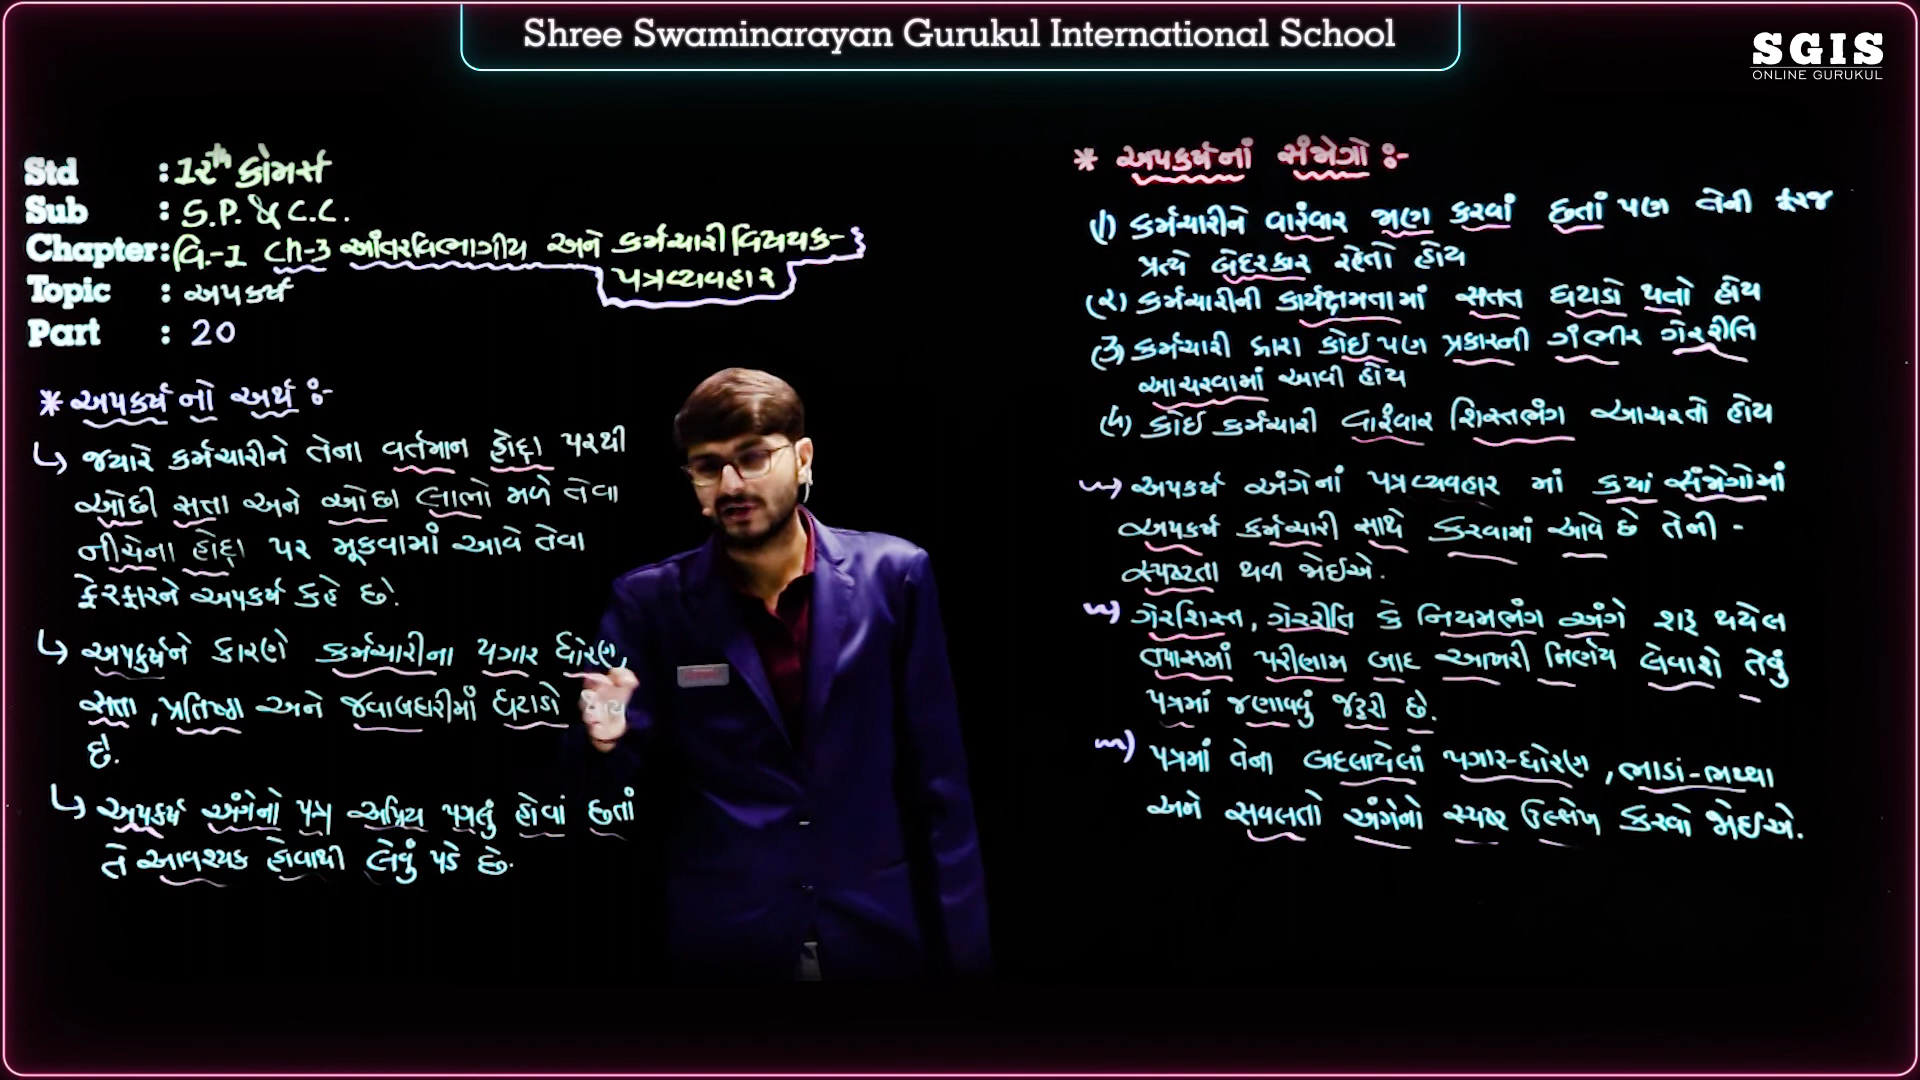 Shree Swaminarayan Gurukul International School
SGIS
ONLINE GURUKUL
Std : 12th કોમર્સ
Sub : S.P. & C.C.
Chapter: વિ.-1 Ch-3 આંતરવિભાગીય અને કર્મચારી વિષયક-
પત્રવ્યવહાર
Topic : અપકર્ષ
Part : 20
* અપકર્ષ નો અર્થ :-
↳ જ્યારે કર્મચારીને તેના વર્તમાન હોદ્દા પરથી
ઓછી સત્તા અને ઓછા લાભો મળે તેવા
નીચેના હોદ્દા પર મૂકવામાં આવે તેવા
ફેરફારને અપકર્ષ કહે છે.
↳ અપકર્ષને કારણે કર્મચારીના પગાર ધોરણ,
સત્તા, પ્રતિષ્ઠા અને જવાબદારીમાં ઘટાડો થાય
છે.
↳ અપકર્ષ અંગેનો પત્ર અપ્રિય પગલું હોવાં છતાં
તે આવશ્યક હોવાથી લેવું પડે છે.
* અપકર્ષનાં સંજોગો :-
(1) કર્મચારીને વારંવાર જાણ કરવાં છતાં પણ તેની ફરજ
પ્રત્યે બેદરકાર રહેતો હોય
(૨) કર્મચારીની કાર્યક્ષમતામાં સતત ઘટાડો થતો હોય
(૩) કર્મચારી દ્વારા કોઈપણ પ્રકારની ગંભીર ગેરરીતિ
આચરવામાં આવી હોય
(૪) કોઈ કર્મચારી વારંવાર શિસ્તભંગ આચરતો હોય
અપકર્ષ અંગેનાં પત્રવ્યવહાર માં કયાં સંજોગોમાં
અપકર્ષ કર્મચારી સાથે કરવામાં આવે છે તેની -
સ્પષ્ટતા થવી જોઈએ.
ગેરશિસ્ત, ગેરરીતિ કે નિયમભંગ અંગે શરૂ થયેલ
તપાસમાં પરીણામ બાદ આખરી નિર્ણય લેવાશે તેવું
પત્રમાં જણાવવું જરૂરી છે.
પત્રમાં તેના બદલાયેલાં પગાર-ધોરણ, ભાડાં-ભથ્થા
અને સવલતો અંગેનો સ્પષ્ટ ઉલ્લેખ કરવો જોઈએ.